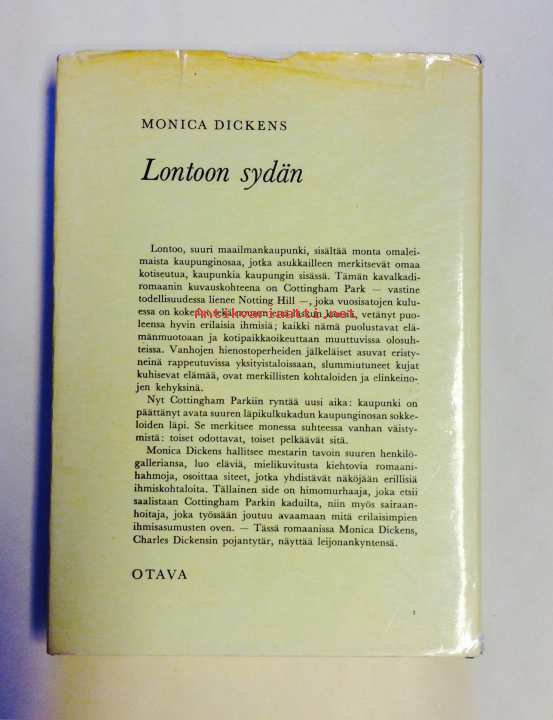 MONICA DICKENS
Lontoon sydän
Lontoo, suuri maailmankaupunki, sisältää monta omalei-
maista kaupunginosaa, jotka asukkailleen merkitsevät omaa
kotiseutua, kaupunkia kaupungin sisässä. Tämän kavalkadi-
romaanin kuvauskohteena on Cottingham Park — vastine
todellisuudessa lienee Notting Hill —, joka vuosisatojen kulu-
essa on kokenut kuin, vetänyt puo-
leensa hyvin erilaisia ihmisiä; kaikki nämä puolustavat elä-
mänmuotoaan ja kotipaikkaoikeuttaan muuttuvissa olosuh-
teissa. Vanhojen hienostoperheiden jälkeläiset asuvat eristy-
neinä rappeutuvissa yksityistaloissaan, slummiutuneet kujat
kuhisevat elämää, ovat merkillisten kohtaloiden ja elinkeino-
jen kehyksinä.
Nyt Cottingham Parkiin ryntää uusi aika: kaupunki on
päättänyt avata suuren läpikulkukadun kaupunginosan sokke-
loiden läpi. Se merkitsee monessa suhteessa vanhan väisty-
mistä: toiset odottavat, toiset pelkäävät sitä.
Monica Dickens hallitsee mestarin tavoin suuren henkilö-
galleriansa, luo eläviä, mielikuvitusta kiehtovia romaani-
hahmoja, osoittaa siteet, jotka yhdistävät näköjään erillisiä
ihmiskohtaloita. Tällainen side on himomurhaaja, joka etsii
saalistaan Cottingham Parkin kaduilta, niin myös sairaan-
hoitaja, joka työssään joutuu avaamaan mitä erilaisimpien
ihmisasumusten oven. — Tässä romaanissa Monica Dickens,
Charles Dickensin pojantytär, näyttää leijonankyntensä.
OTAVA